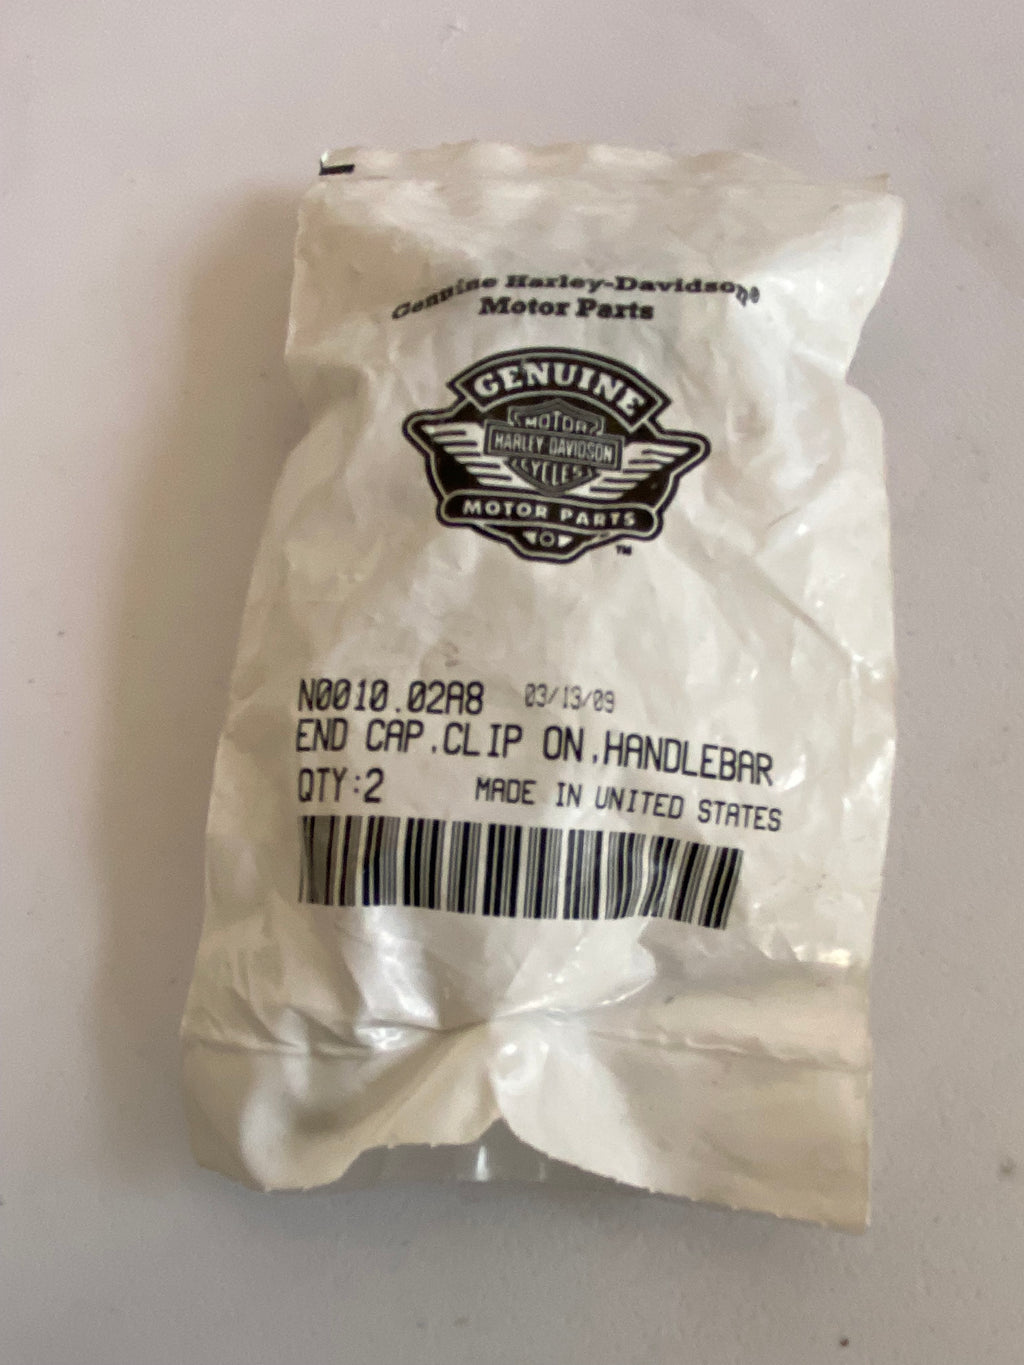 Genuine Harley-Davidson®
Motor Parts
GENUINE
MOTOR
HARLEY-DAVIDSON
CYCLES
MOTOR PARTS
™
N0010.02A8 03/13/09
END CAP,CLIP ON,HANDLEBAR
QTY:2 MADE IN UNITED STATES